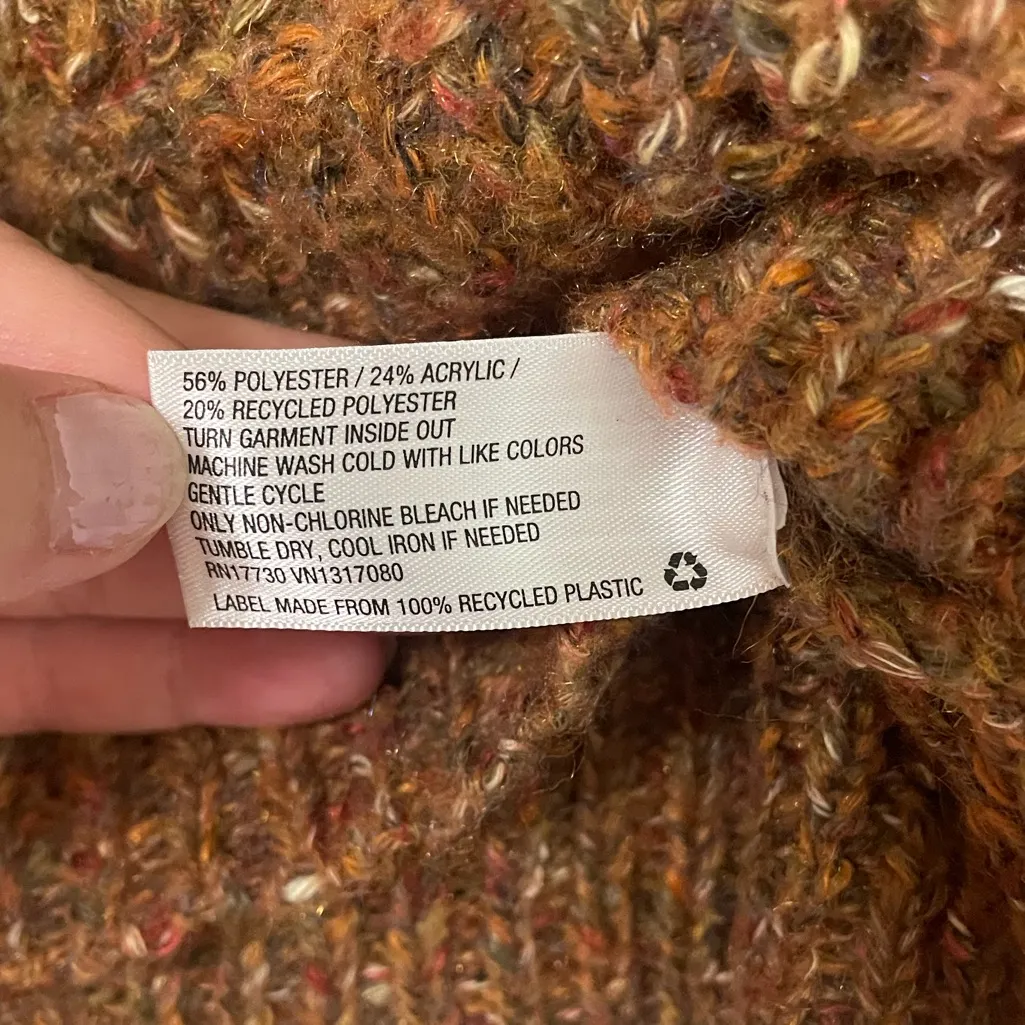 56% POLYESTER / 24% ACRYLIC /
20% RECYCLED POLYESTER
TURN GARMENT INSIDE OUT
MACHINE WASH COLD WITH LIKE COLORS
GENTLE CYCLE
ONLY NON-CHLORINE BLEACH IF NEEDED
TUMBLE DRY, COOL IRON IF NEEDED
RN17730 VN1317080
LABEL MADE FROM 100% RECYCLED PLASTIC